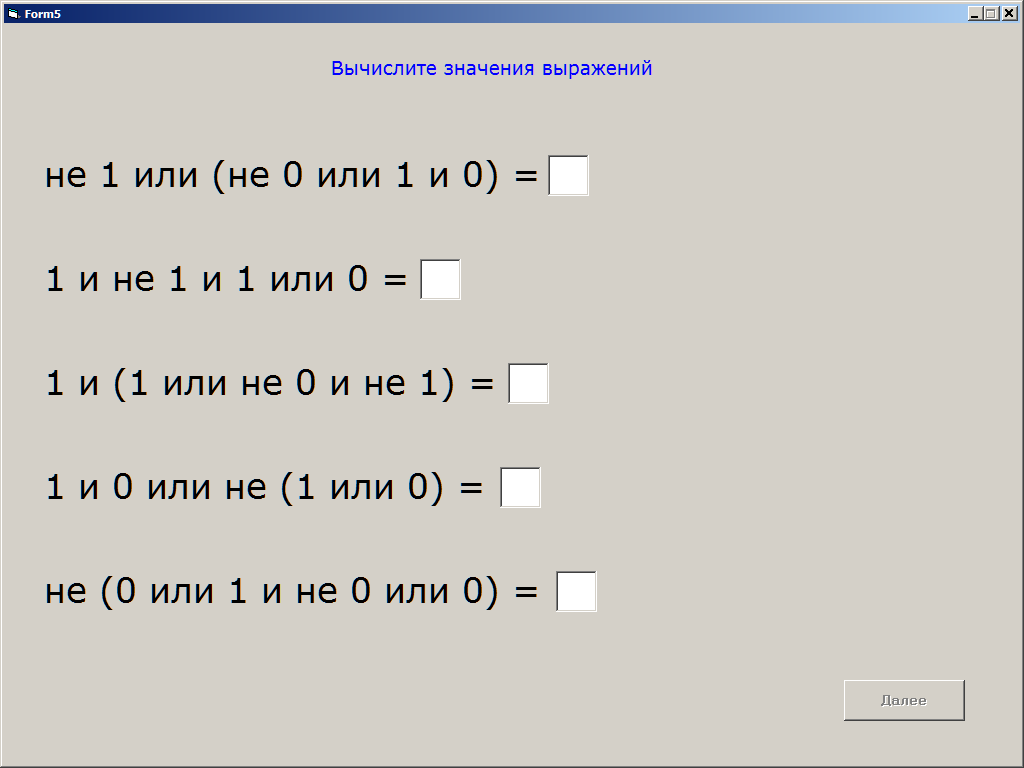 Form5
Вычислите значения выражений
не 1 или (не 0 или 1 и 0) =
1 и не 1 и 1 или 0 =
1 и (1 или не 0 и не 1) =
1 и 0 или не (1 или 0) =
не (0 или 1 и не 0 или 0) =
Далее